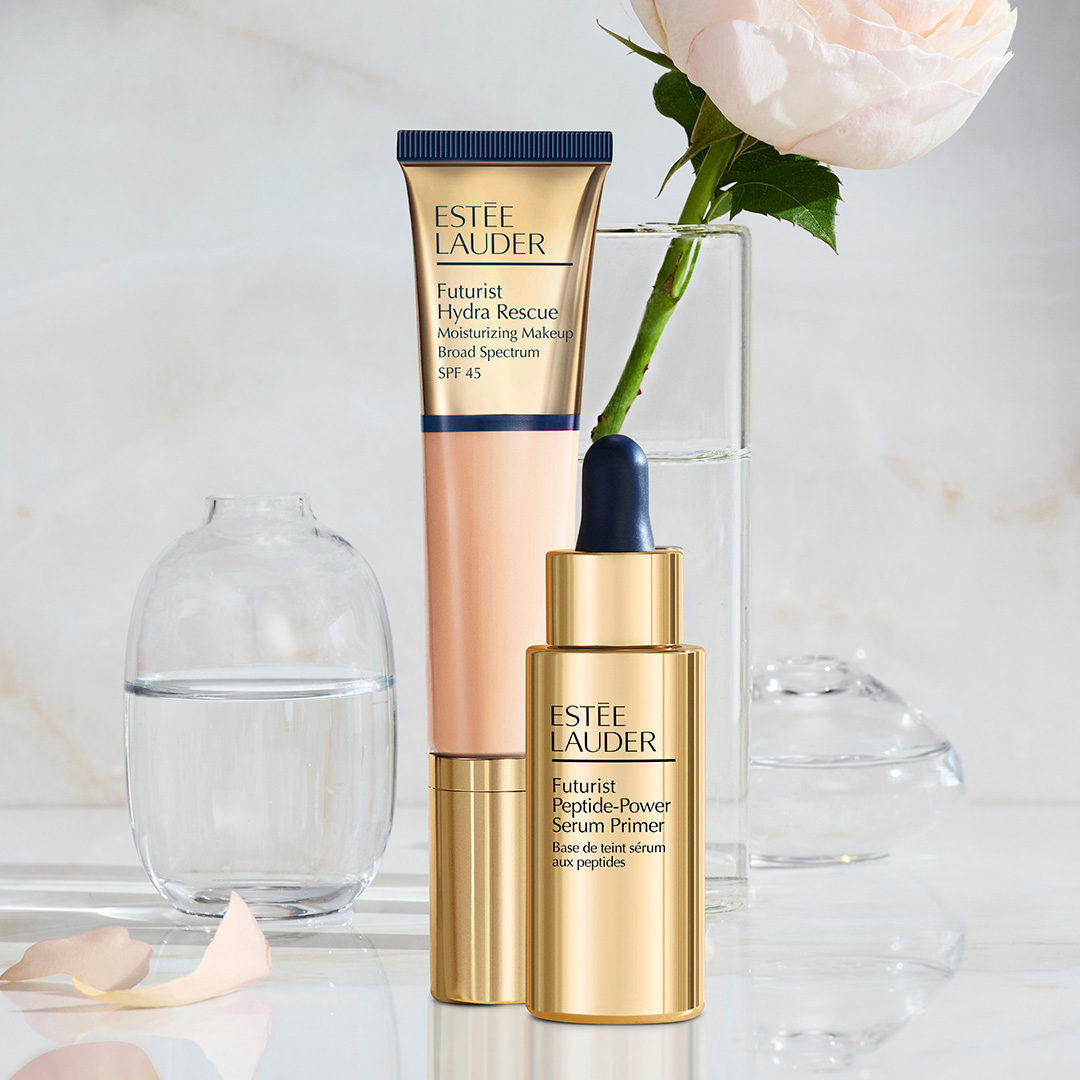 ESTĒE
LAUDER
Futurist
Hydra Rescue
Moisturizing Makeup
Broad Spectrum
SPF 45
ESTĒE
LAUDER
Futurist
Peptide-Power
Serum Primer
Base de teint sérum
aux peptides